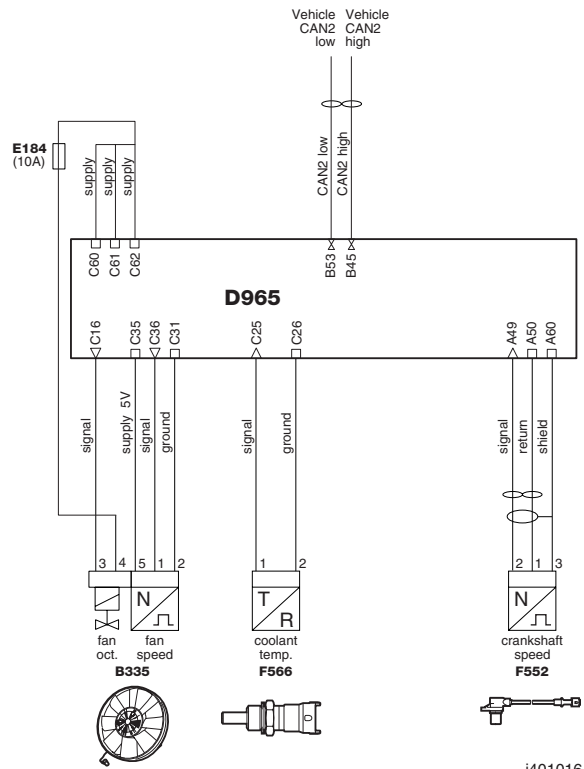 Vehicle Vehicle
CAN2 CAN2
low high
E184
(10A)
supply
supply
supply
CAN2 low
CAN2 high
C60
C61
C62
B53
B45
D965
C16
C35
C36
C31
C25
C26
A49
A50
A60
signal
supply 5V
signal
ground
signal
ground
signal
return
shield
3 4 5 1 2
1 2
2 1 3
N
T
R
N
fan
oct.
fan
speed
B335
coolant
temp.
F566
crankshaft
speed
F552
i401016